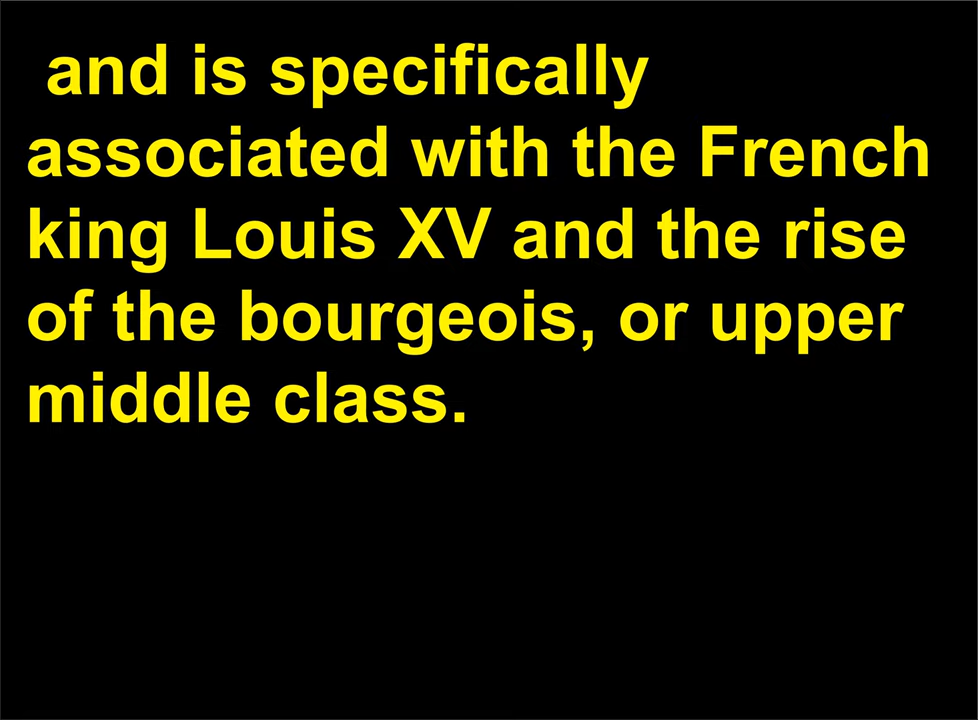 and is specifically
associated with the French
king Louis XV and the rise
of the bourgeois, or upper
middle class.